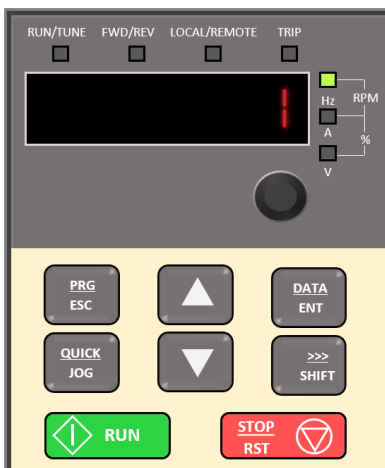 RUN/TUNE FWD/REV LOCAL/REMOTE TRIP
1
Hz RPM
A
%
V
PRG DATA
ESC ENT
QUICK >>>
JOG SHIFT
RUN STOP
RST